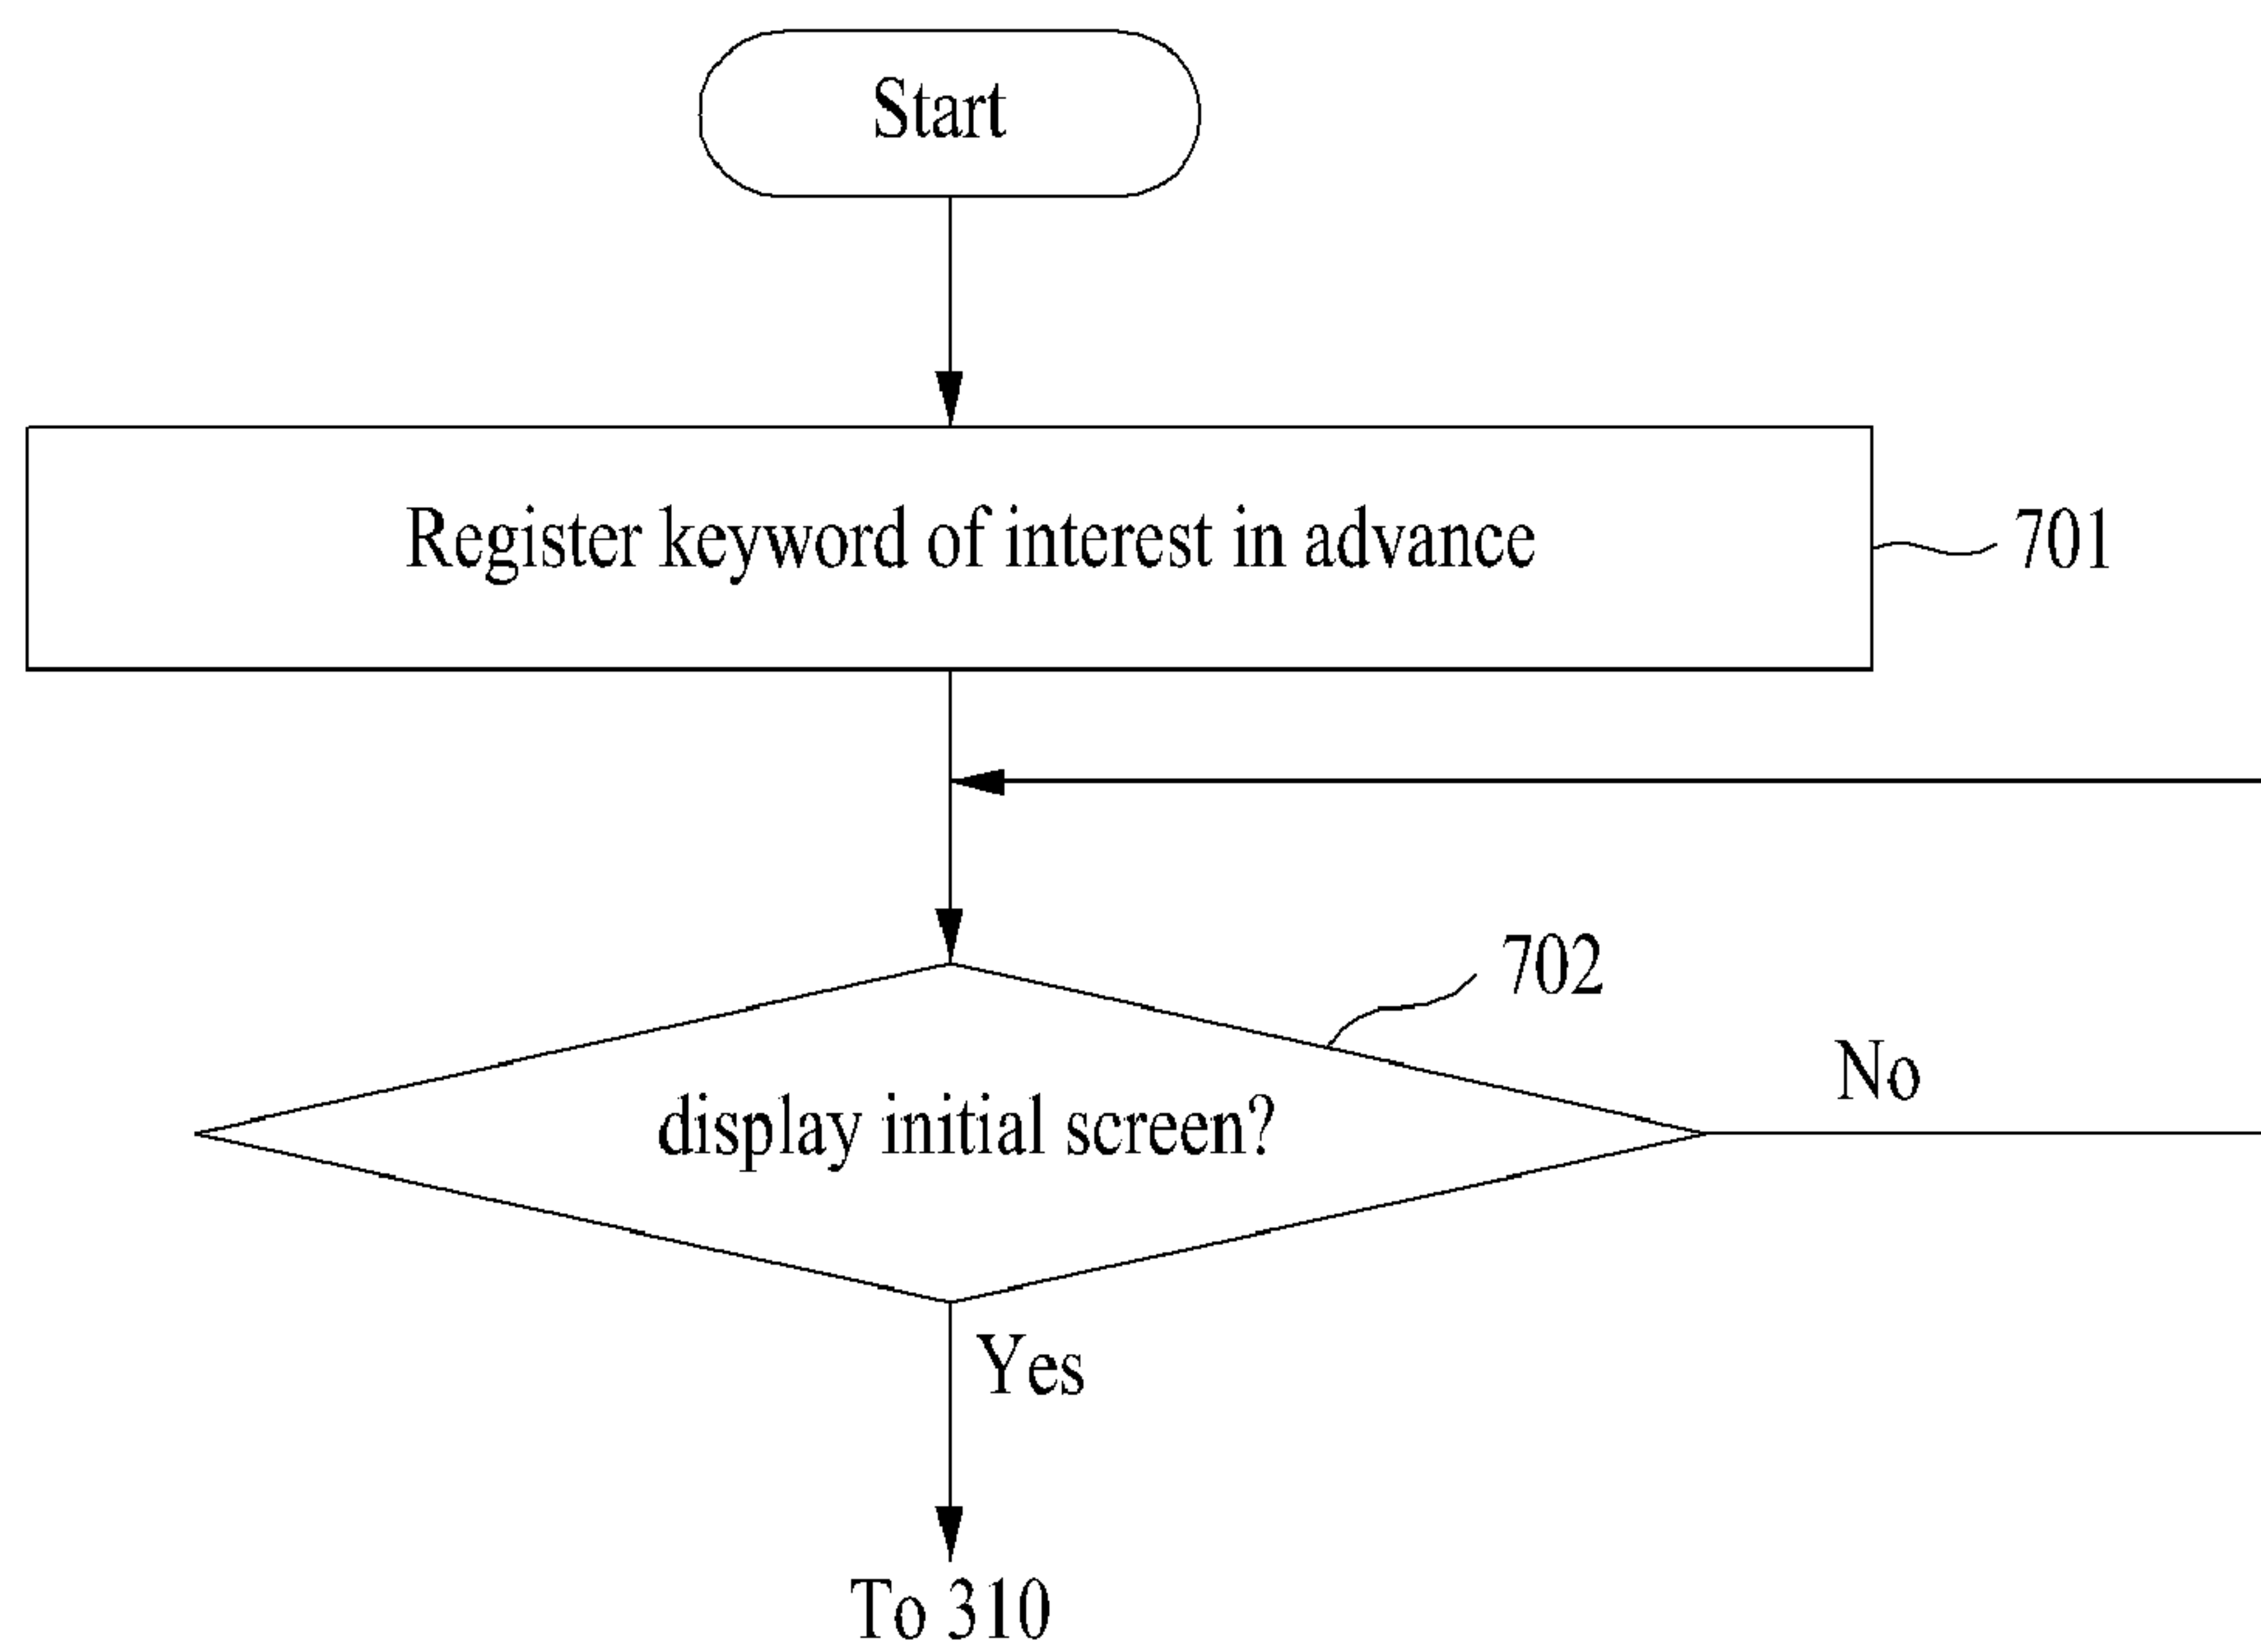 Start
Register keyword of interest in advance
701
702
No
display initial screen?
Yes
To 310